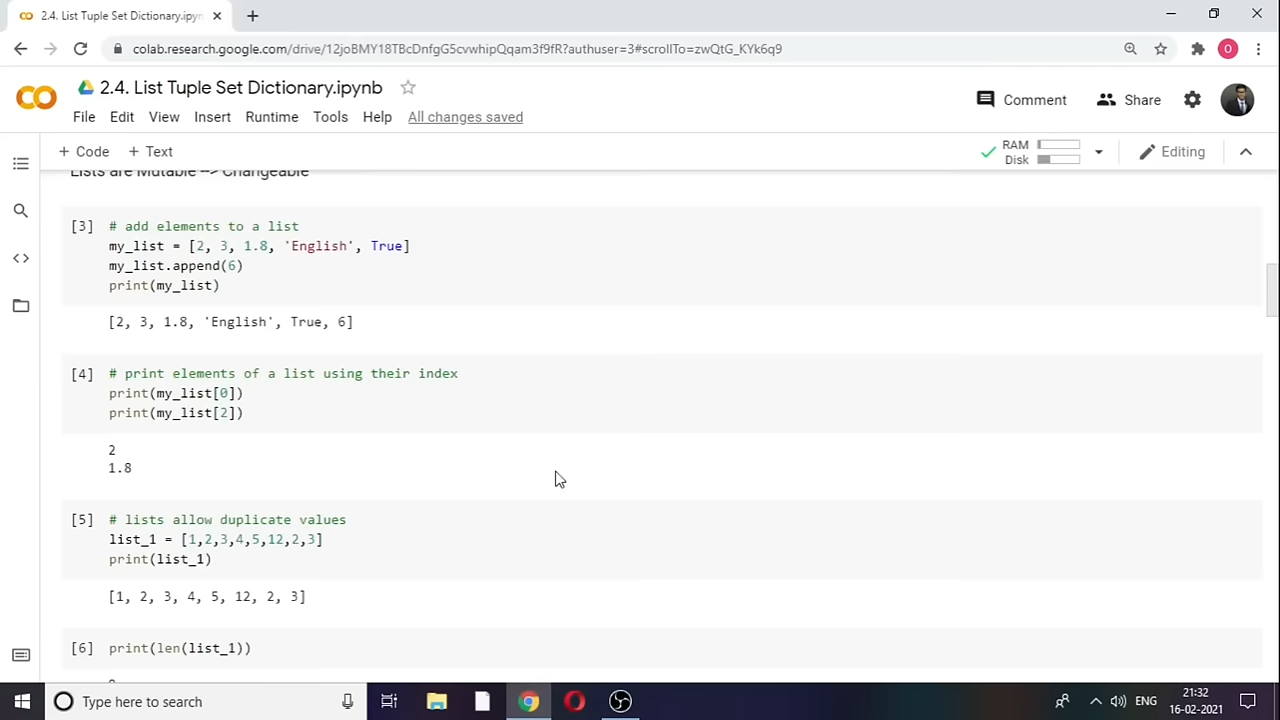 2.4. List Tuple Set Dictionary.ipyn
colab.research.google.com/drive/12joBMY18TBcDnfgG5cvwhipQqam3f9fR?authuser=3#scrollTo=zwQtG_KYk6q9
O
2.4. List Tuple Set Dictionary.ipynb
Comment
Share
File Edit View Insert Runtime Tools Help All changes saved
+ Code + Text
RAM
Disk
Editing
Lists are Mutable --> Changeable
[3] # add elements to a list
my_list = [2, 3, 1.8, 'English', True]
my_list.append(6)
print(my_list)
[2, 3, 1.8, 'English', True, 6]
[4] # print elements of a list using their index
print(my_list[0])
print(my_list[2])
2
1.8
[5] # lists allow duplicate values
list_1 = [1,2,3,4,5,12,2,3]
print(list_1)
[1, 2, 3, 4, 5, 12, 2, 3]
[6] print(len(list_1))
Type here to search
ENG
21:32
16-02-2021